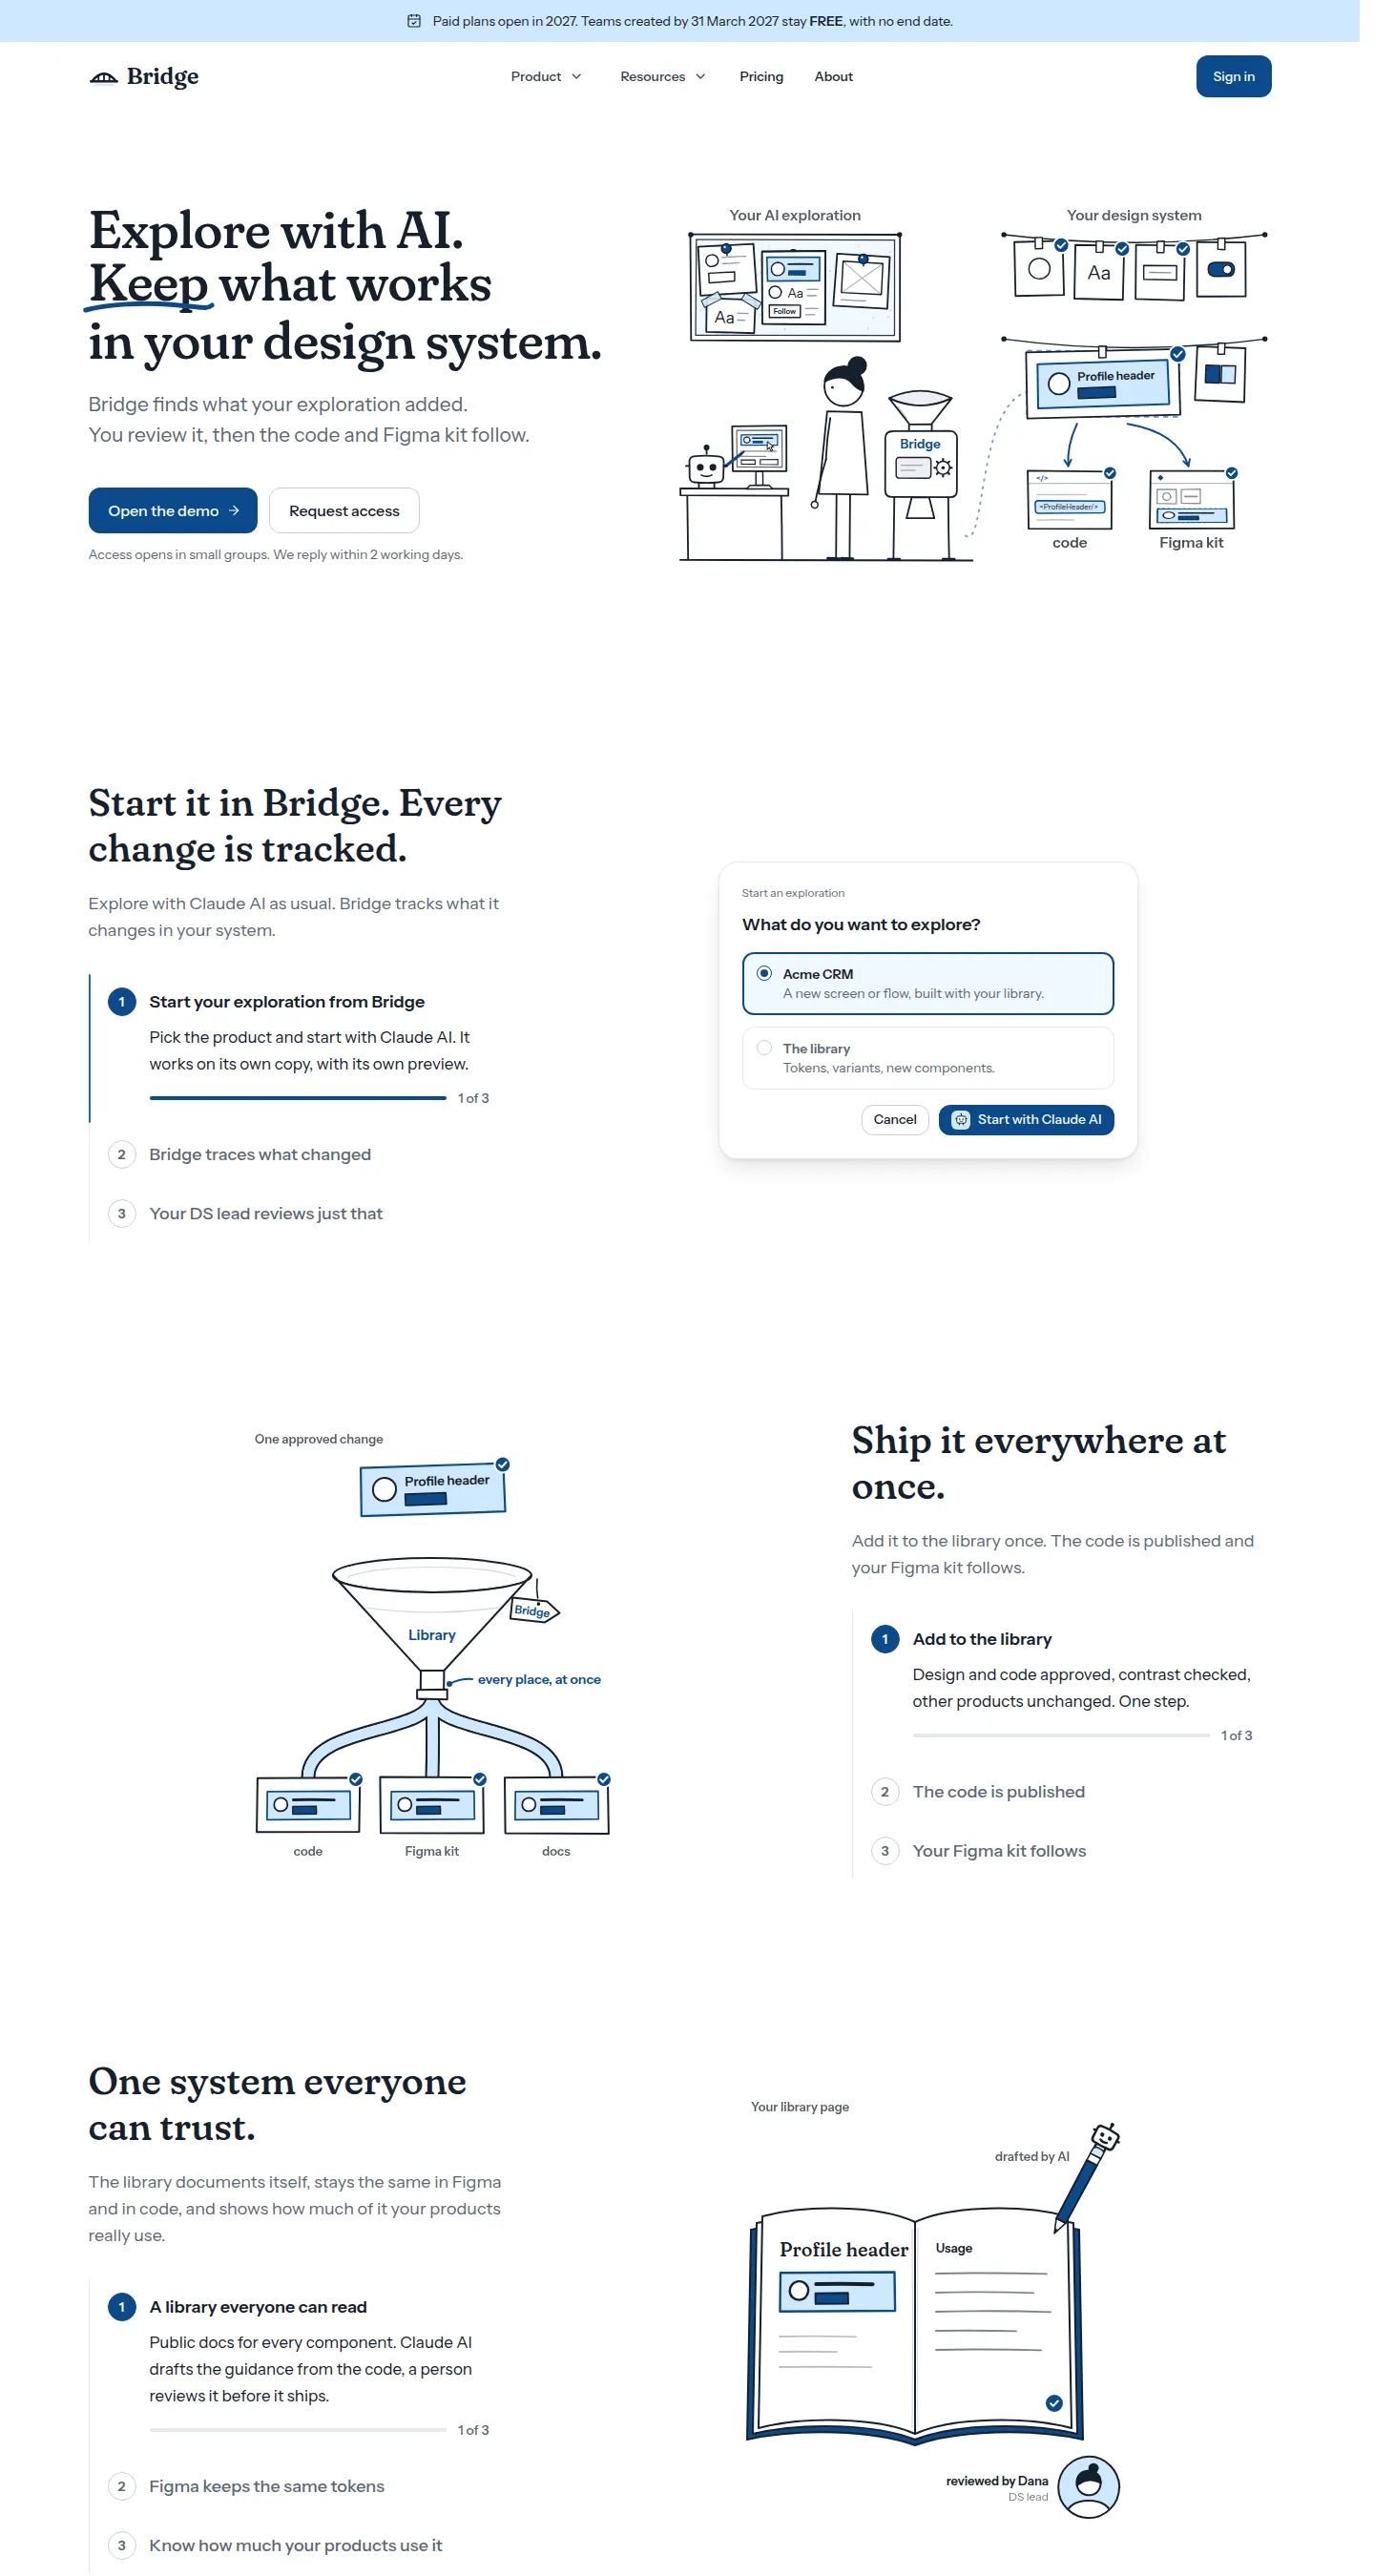 Paid plans open in 2027. Teams created by 31 March 2027 stay FREE, with no end date.
Bridge
Product
Resources
Pricing
About
Sign in
Explore with AI.
Keep what works
in your design system.
Bridge finds what your exploration added.
You review it, then the code and Figma kit follow.
Open the demo
Request access
Access opens in small groups. We reply within 2 working days.
Your AI exploration
Aa
Follow
Aa
Bridge
Your design system
Aa
Profile header
</>
<ProfileHeader/>
code
Figma kit
Start it in Bridge. Every
change is tracked.
Explore with Claude AI as usual. Bridge tracks what it
changes in your system.
1
Start your exploration from Bridge
Pick the product and start with Claude AI. It
works on its own copy, with its own preview.
1 of 3
2
Bridge traces what changed
3
Your DS lead reviews just that
Start an exploration
What do you want to explore?
Acme CRM
A new screen or flow, built with your library.
The library
Tokens, variants, new components.
Cancel
Start with Claude AI
One approved change
Profile header
Library
Bridge
every place, at once
code
Figma kit
docs
Ship it everywhere at
once.
Add it to the library once. The code is published and
your Figma kit follows.
1
Add to the library
Design and code approved, contrast checked,
other products unchanged. One step.
1 of 3
2
The code is published
3
Your Figma kit follows
One system everyone
can trust.
The library documents itself, stays the same in Figma
and in code, and shows how much of it your products
really use.
1
A library everyone can read
Public docs for every component. Claude AI
drafts the guidance from the code, a person
reviews it before it ships.
1 of 3
2
Figma keeps the same tokens
3
Know how much your products use it
Your library page
drafted by AI
Profile header
Usage
reviewed by Dana
DS lead